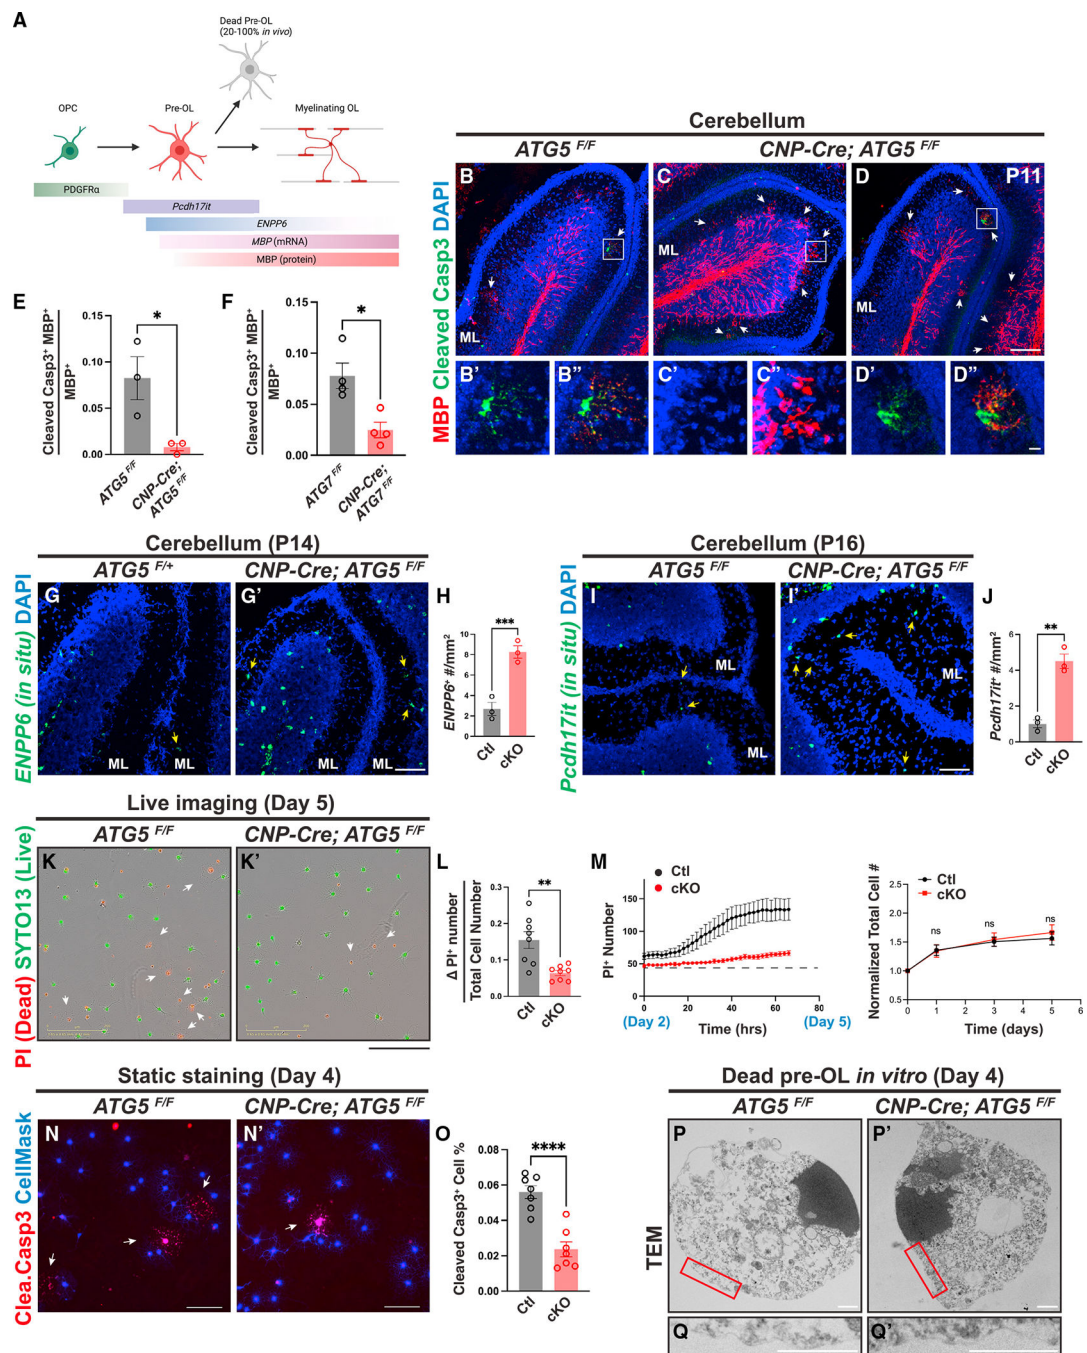 A
Dead Pre-OL
(20-100% in vivo)
OPC
Pre-OL
Myelinating OL
PDGFRα
Pcdh17it
ENPP6
MBP (mRNA)
MBP (protein)
Cerebellum
ATG5 F/F
CNP-Cre; ATG5 F/F
MBP Cleaved Casp3 DAPI
B
C
D
P11
ML
ML
ML
B'
B"
C'
C"
D'
D"
E
Cleaved Casp3+ MBP+
MBP+
0.15
0.10
0.05
0.00
*
ATG5 F/F
CNP-Cre;
ATG5 F/F
F
Cleaved Casp3+ MBP+
MBP+
0.15
0.10
0.05
0.00
*
ATG7 F/F
CNP-Cre;
ATG7 F/F
Cerebellum (P14)
ATG5 F/+
CNP-Cre; ATG5 F/F
ENPP6 (in situ) DAPI
G
G'
ML
ML
ML
ML
H
ENPP6+ #/mm2
10
8
6
4
2
0
***
Ctl
cKO
Cerebellum (P16)
ATG5 F/F
CNP-Cre; ATG5 F/F
Pcdh17it (in situ) DAPI
I
I'
ML
ML
ML
J
Pcdh17it+ #/mm2
6
4
2
0
**
Ctl
cKO
Live imaging (Day 5)
ATG5 F/F
CNP-Cre; ATG5 F/F
PI (Dead) SYTO13 (Live)
K
K'
L
Δ PI+ number
Total Cell Number
0.3
0.2
0.1
0.0
**
Ctl
cKO
M
Ctl
cKO
PI+ Number
150
100
50
0
0
20
40
60
80
(Day 2)
Time (hrs)
(Day 5)
Ctl
cKO
Normalized Total Cell #
2.5
2.0
1.5
1.0
0.5
ns
ns
ns
0
1
2
3
4
5
6
Time (days)
Static staining (Day 4)
ATG5 F/F
CNP-Cre; ATG5 F/F
Clea.Casp3 CellMask
N
N'
O
Cleaved Casp3+ Cell %
0.08
0.06
0.04
0.02
0.00
****
Ctl
cKO
Dead pre-OL in vitro (Day 4)
ATG5 F/F
CNP-Cre; ATG5 F/F
TEM
P
P'
Q
Q'